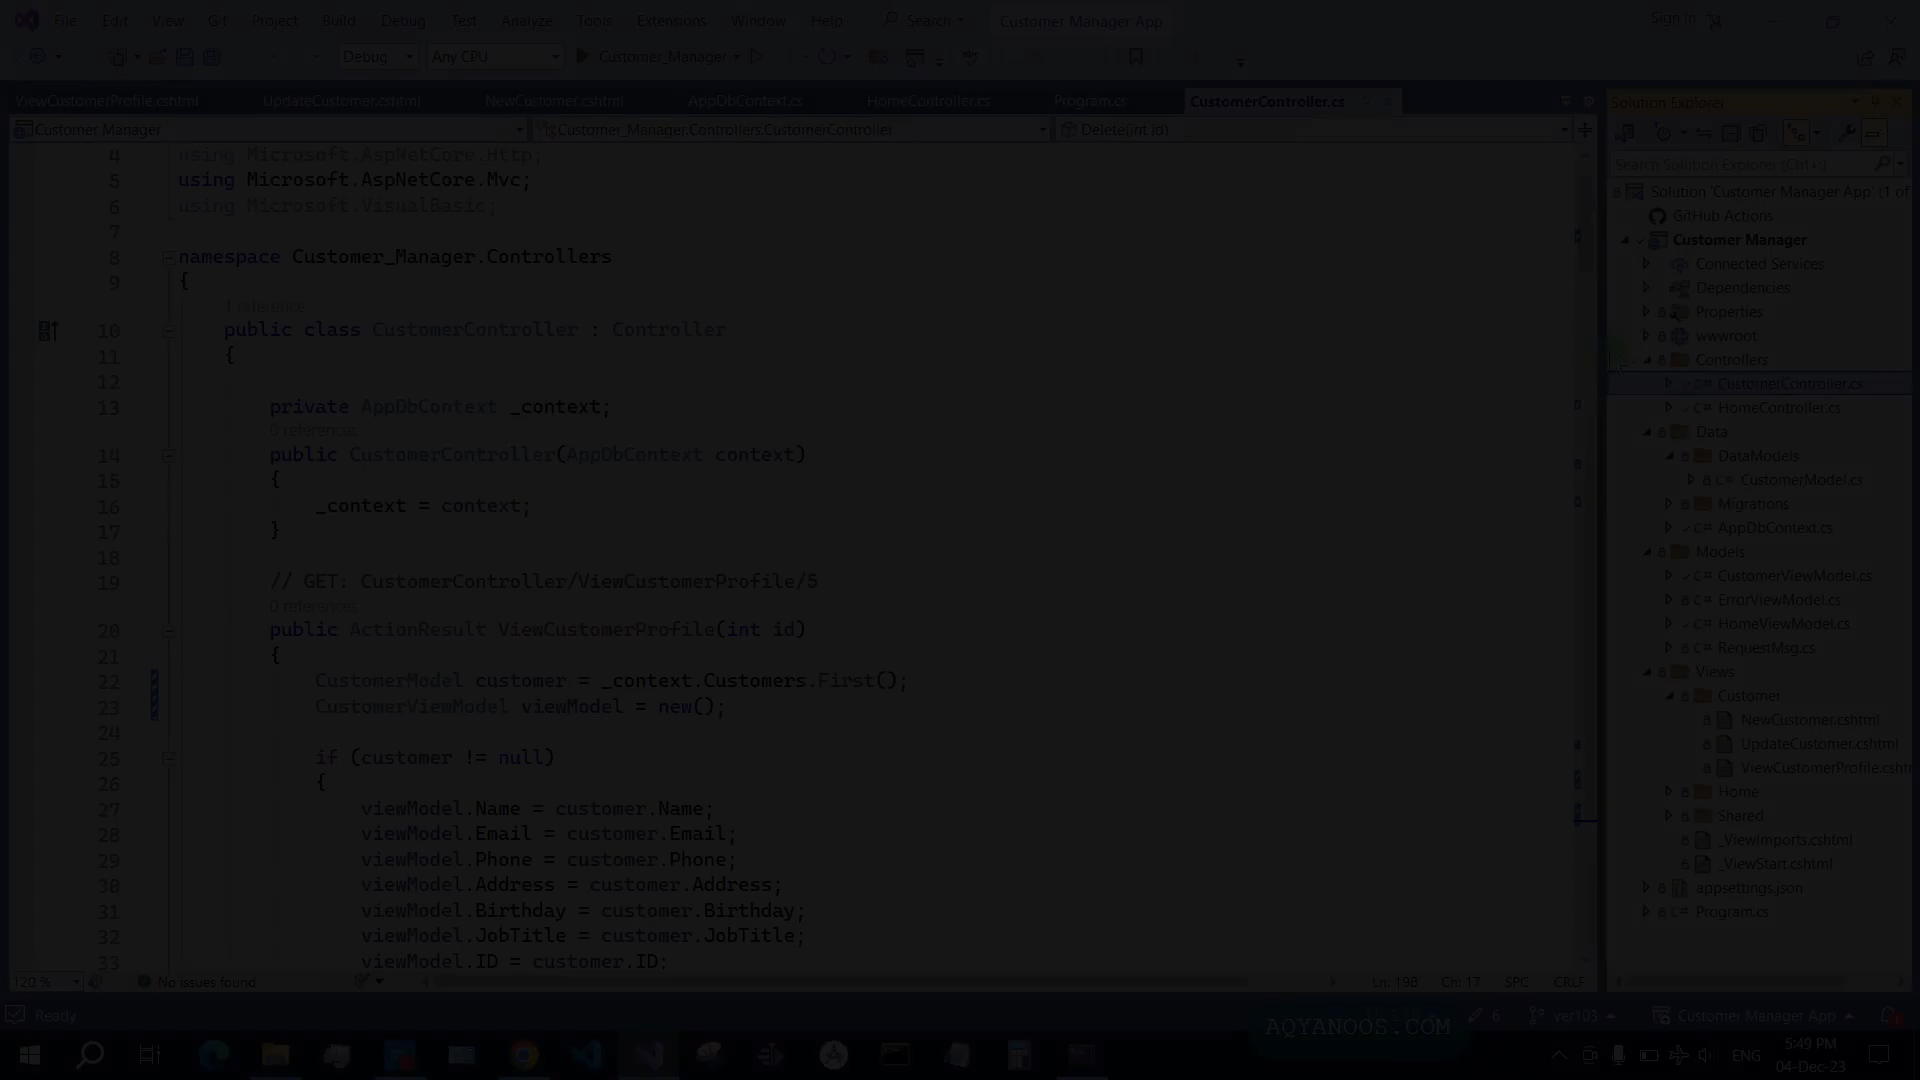 File Edit View Git Project Build Debug Test Analyze Tools Extensions Window Help Search Customer Manager App Sign in
Debug Any CPU Customer_Manager
ViewCustomerProfile.cshtml UpdateCustomer.cshtml NewCustomer.cshtml AppDbContext.cs HomeController.cs Program.cs CustomerController.cs
Customer Manager Customer_Manager.Controllers.CustomerController Delete(int id)
4 using Microsoft.AspNetCore.Http;
5 using Microsoft.AspNetCore.Mvc;
6 using Microsoft.VisualBasic;
7
8 namespace Customer_Manager.Controllers
9 {
1 reference
10 public class CustomerController : Controller
11 {
12
13 private AppDbContext _context;
0 references
14 public CustomerController(AppDbContext context)
15 {
16 _context = context;
17 }
18
19 // GET: CustomerController/ViewCustomerProfile/5
0 references
20 public ActionResult ViewCustomerProfile(int id)
21 {
22 CustomerModel customer = _context.Customers.First();
23 CustomerViewModel viewModel = new();
24
25 if (customer != null)
26 {
27 viewModel.Name = customer.Name;
28 viewModel.Email = customer.Email;
29 viewModel.Phone = customer.Phone;
30 viewModel.Address = customer.Address;
31 viewModel.Birthday = customer.Birthday;
32 viewModel.JobTitle = customer.JobTitle;
33 viewModel.ID = customer.ID;
120 % No issues found Ln: 198 Ch: 17 SPC CRLF
Solution Explorer
Search Solution Explorer (Ctrl+;)
Solution 'Customer Manager App' (1 of
GitHub Actions
Customer Manager
Connected Services
Dependencies
Properties
wwwroot
Controllers
CustomerController.cs
HomeController.cs
Data
DataModels
CustomerModel.cs
Migrations
AppDbContext.cs
Models
CustomerViewModel.cs
ErrorViewModel.cs
HomeViewModel.cs
RequestMsg.cs
Views
Customer
NewCustomer.cshtml
UpdateCustomer.cshtml
ViewCustomerProfile.csht
Home
Shared
_ViewImports.cshtml
_ViewStart.cshtml
appsettings.json
Program.cs
Ready 6 ver103 Customer Manager App
AQYANOOS.COM
ENG 5:49 PM
04-Dec-23